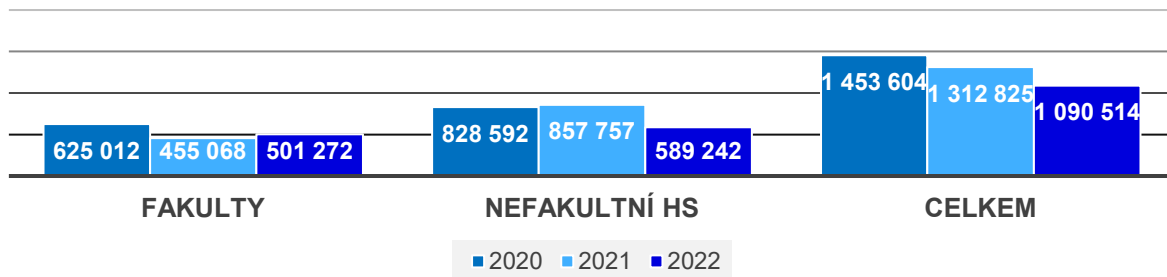 625 012 455 068 501 272 828 592 857 757 589 242 1 453 604 1 312 825 1 090 514
FAKULTY NEFAKULTNÍ HS CELKEM
2020 2021 2022